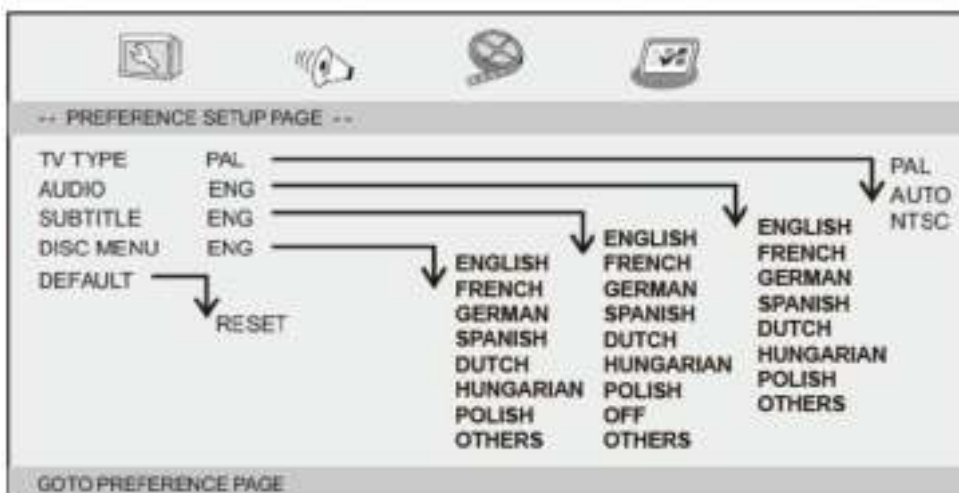 -- PREFERENCE SETUP PAGE --
TV TYPE PAL
AUDIO ENG
SUBTITLE ENG
DISC MENU ENG
DEFAULT
RESET
ENGLISH
FRENCH
GERMAN
SPANISH
DUTCH
HUNGARIAN
POLISH
OTHERS
ENGLISH
FRENCH
GERMAN
SPANISH
DUTCH
HUNGARIAN
POLISH
OFF
OTHERS
ENGLISH
FRENCH
GERMAN
SPANISH
DUTCH
HUNGARIAN
POLISH
OTHERS
PAL
AUTO
NTSC
GOTO PREFERENCE PAGE